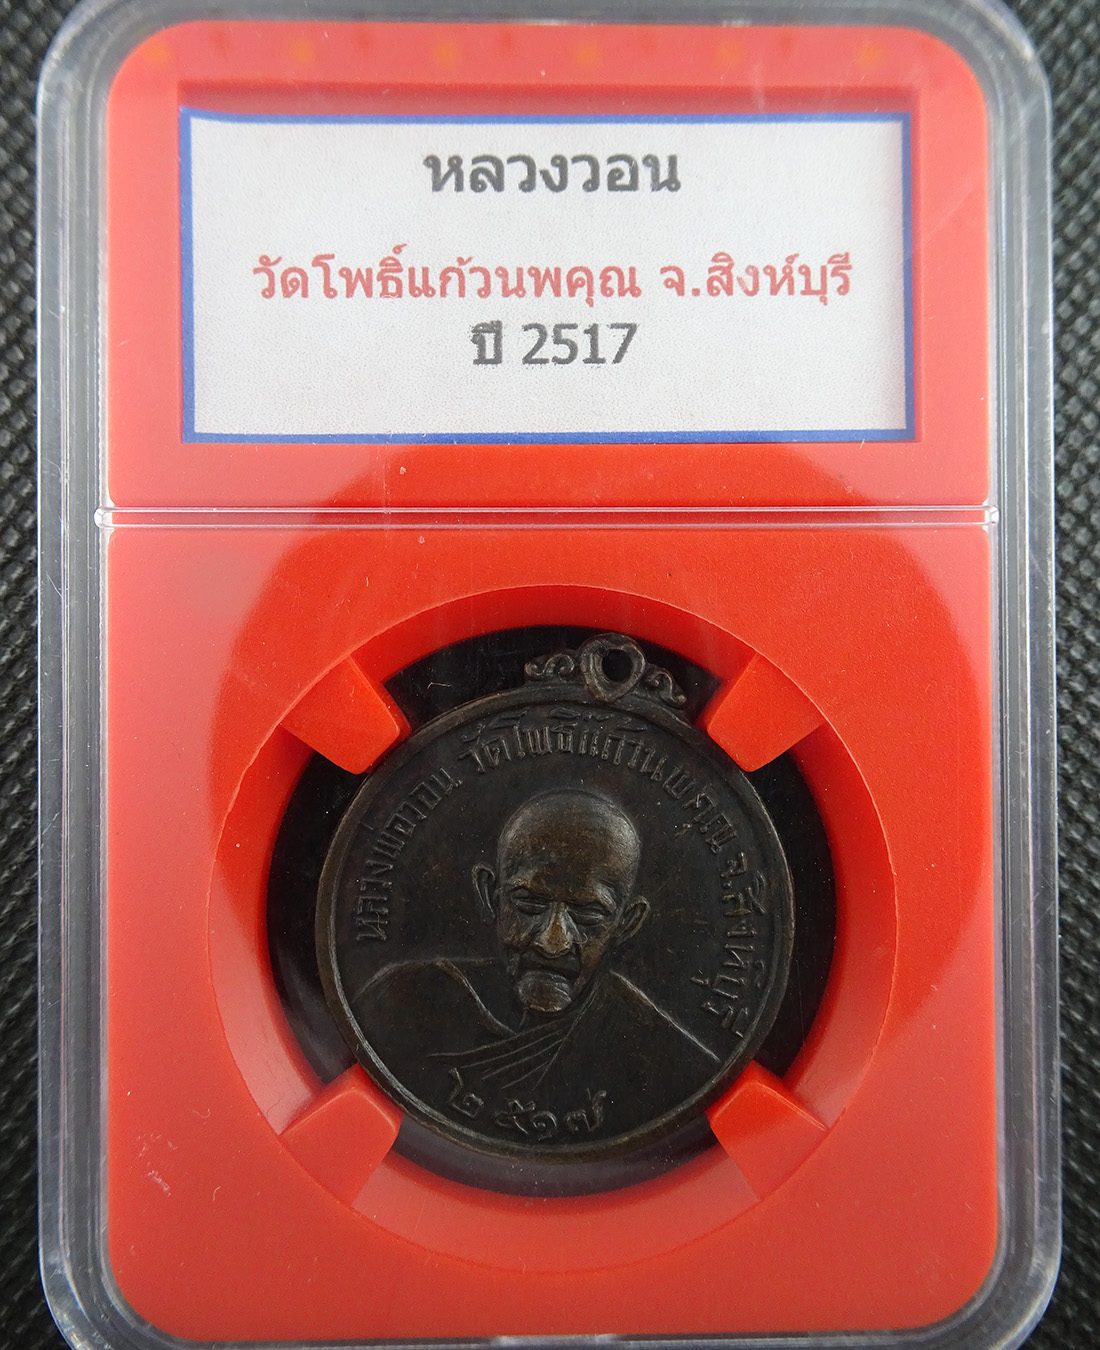 หลวงวอน
วัดโพธิ์แก้วนพคุณ จ.สิงห์บุรี
ปี 2517
หลวงพ่อวอน วัดโพธิ์แก้วนพคุณ จ.สิงห์บุรี
๒๕๑๗